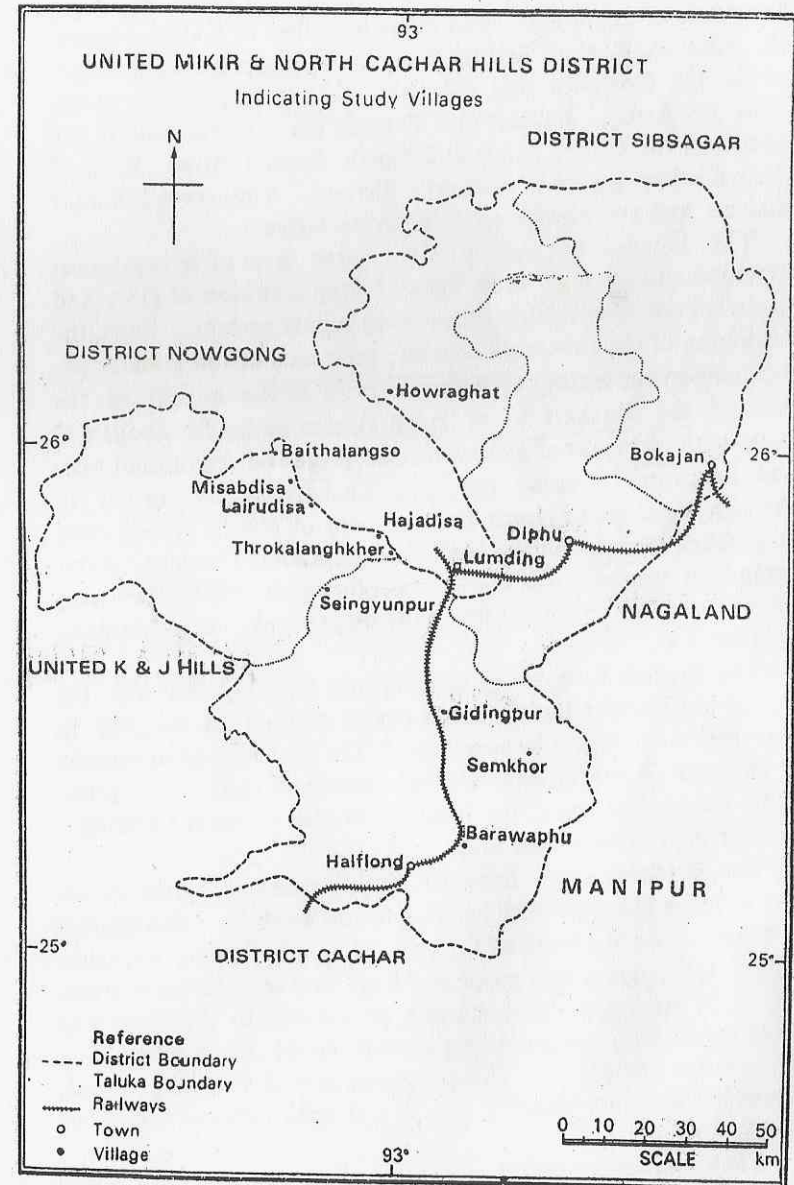 93°
UNITED MIKIR & NORTH CACHAR HILLS DISTRICT
Indicating Study Villages
N
DISTRICT SIBSAGAR
DISTRICT NOWGONG
Howraghat
26°
26°
Baithalangso
Bokajan
Misabdisa
Lairudisa
Hajadisa
Diphu
Throkalanghkher
Lumding
Seingyunpur
NAGALAND
UNITED K & J HILLS
Gidingpur
Semkhor
Barawaphu
Halflong
MANIPUR
25°
DISTRICT CACHAR
25°
Reference
District Boundary
Taluka Boundary
Railways
Town
Village
0 10 20 30 40 50
SCALE km
93°